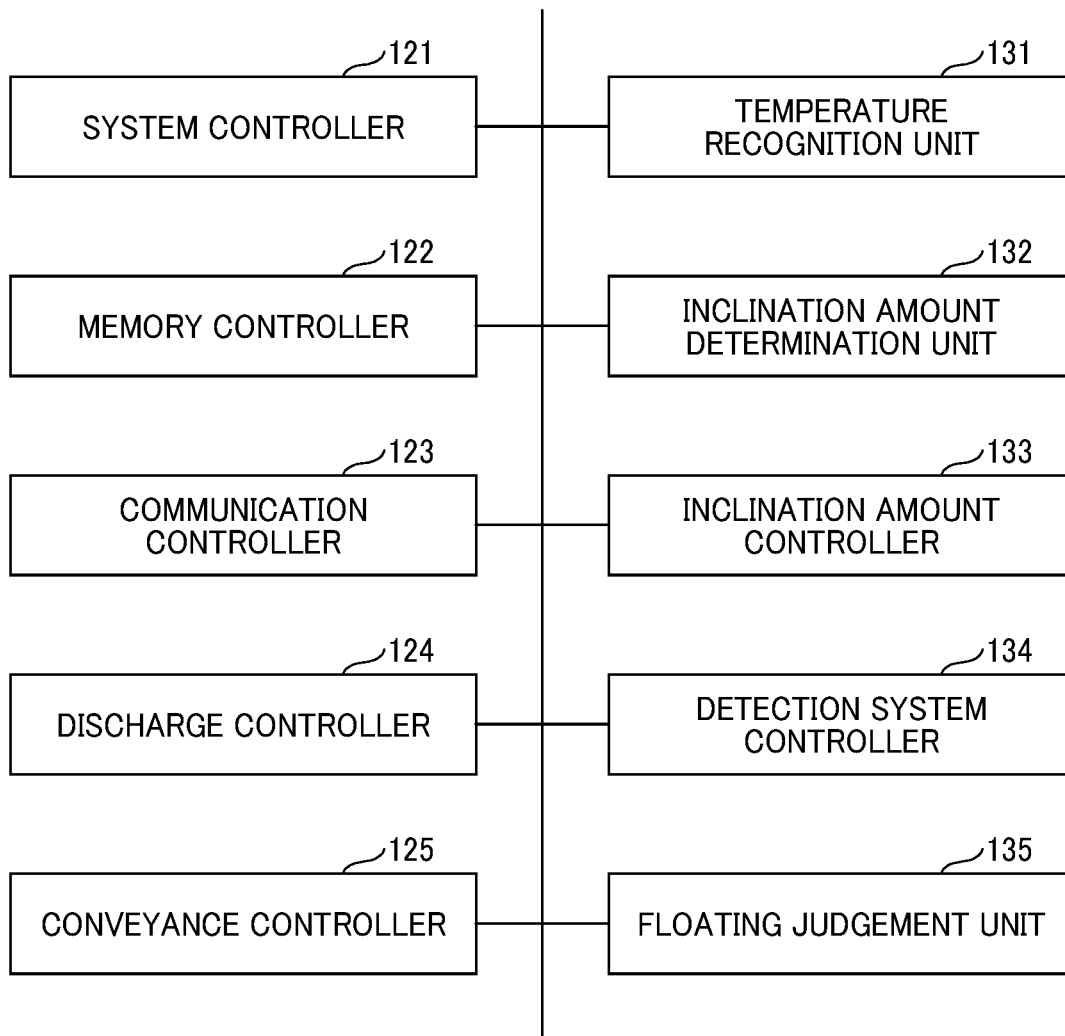 121
SYSTEM CONTROLLER
131
TEMPERATURE
RECOGNITION UNIT
122
MEMORY CONTROLLER
132
INCLINATION AMOUNT
DETERMINATION UNIT
123
COMMUNICATION
CONTROLLER
133
INCLINATION AMOUNT
CONTROLLER
124
DISCHARGE CONTROLLER
134
DETECTION SYSTEM
CONTROLLER
125
CONVEYANCE CONTROLLER
135
FLOATING JUDGEMENT UNIT